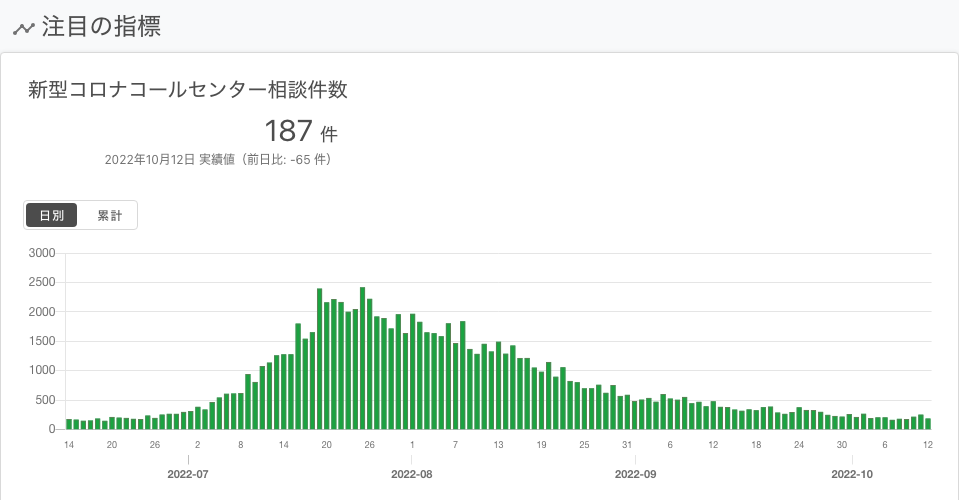 注目の指標
新型コロナコールセンター相談件数
187 件
2022年10月12日 実績値（前日比: -65 件）
日別 累計
3000
2500
2000
1500
1000
500
0
14 20 26 2 8 14 20 26 1 7 13 19 25 31 6 12 18 24 30 6 12
2022-07 2022-08 2022-09 2022-10